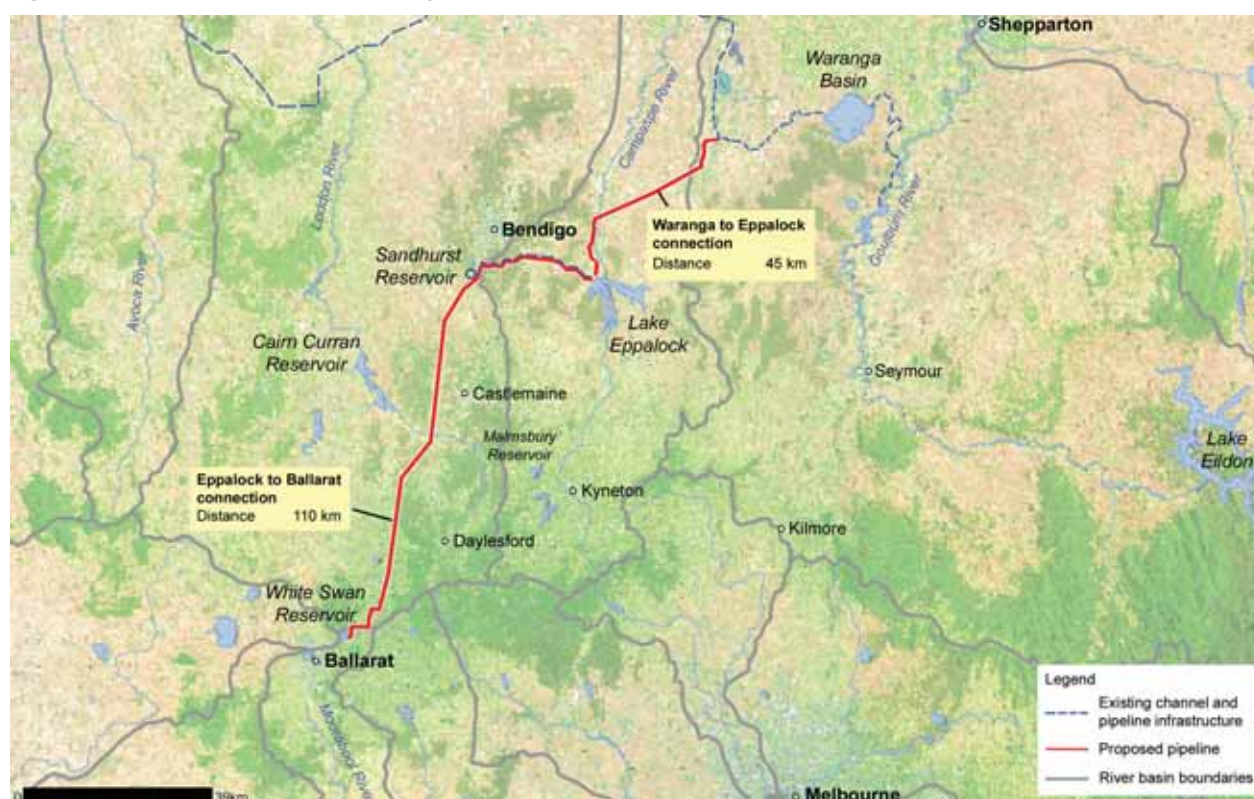 Shepparton
Waranga
Basin
Campaspe River
Loddon River
Avoca River
Goulburn River
Bendigo
Waranga to Eppalock
connection
Distance 45 km
Sandhurst
Reservoir
Lake
Eppalock
Cairn Curran
Reservoir
Seymour
Castlemaine
Malmsbury
Reservoir
Lake
Eildon
Eppalock to Ballarat
connection
Distance 110 km
Kyneton
Kilmore
Daylesford
White Swan
Reservoir
Ballarat
Moorabool River
Legend
Existing channel and
pipeline infrastructure
Proposed pipeline
River basin boundaries
39km
Melbourne